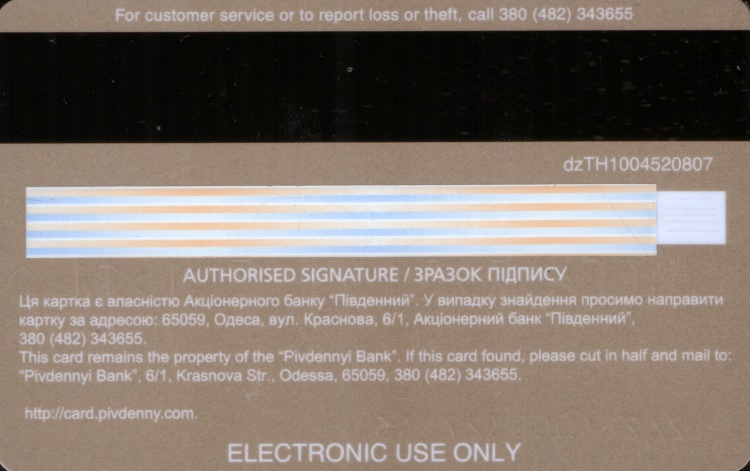 For customer service or to report loss or theft, call 380 (482) 343655
dzTH1004520807
AUTHORISED SIGNATURE / ЗРАЗОК ПІДПИСУ
Ця картка є власністю Акціонерного банку "Південний". У випадку знайдення просимо направити
картку за адресою: 65059, Одеса, вул. Краснова, 6/1, Акціонерний банк "Південний",
380 (482) 343655.
This card remains the property of the "Pivdennyi Bank". If this card found, please cut in half and mail to:
"Pivdennyi Bank", 6/1, Krasnova Str., Odessa, 65059, 380 (482) 343655.
http://card.pivdenny.com.
ELECTRONIC USE ONLY